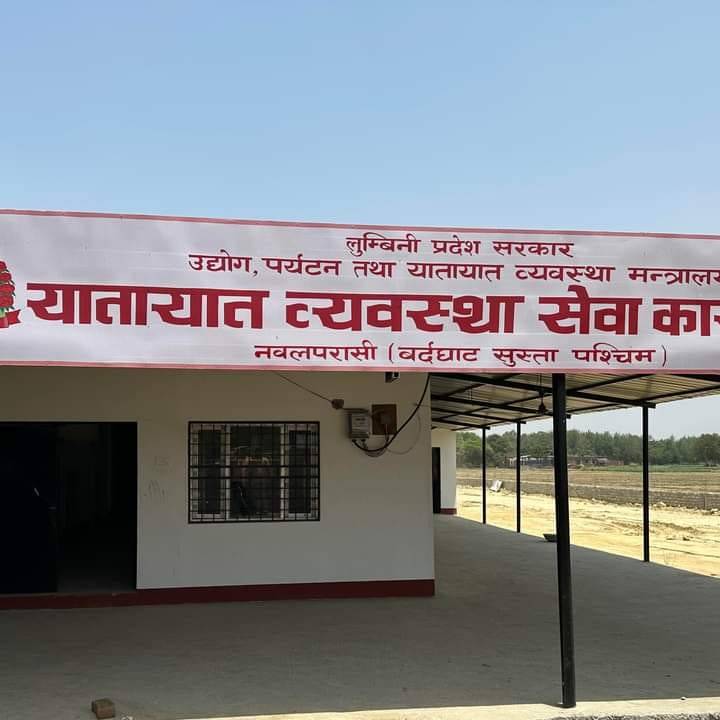 लुम्बिनी प्रदेश सरकार
उद्योग, पर्यटन तथा यातायात व्यवस्था मन्त्रालय
यातायात व्यवस्था सेवा का
नवलपरासी (बर्दघाट सुस्ता पश्चिम)